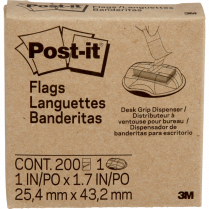 Post-it
Flags
Languettes
Banderitas
Desk Grip Dispenser /
Distributeur à
ventouse pour bureau /
Dispensador de
banderitas para escritorio
CONT. 200 1
1 IN/PO x 1.7 IN/PO
25,4 mm x 43,2 mm
3M